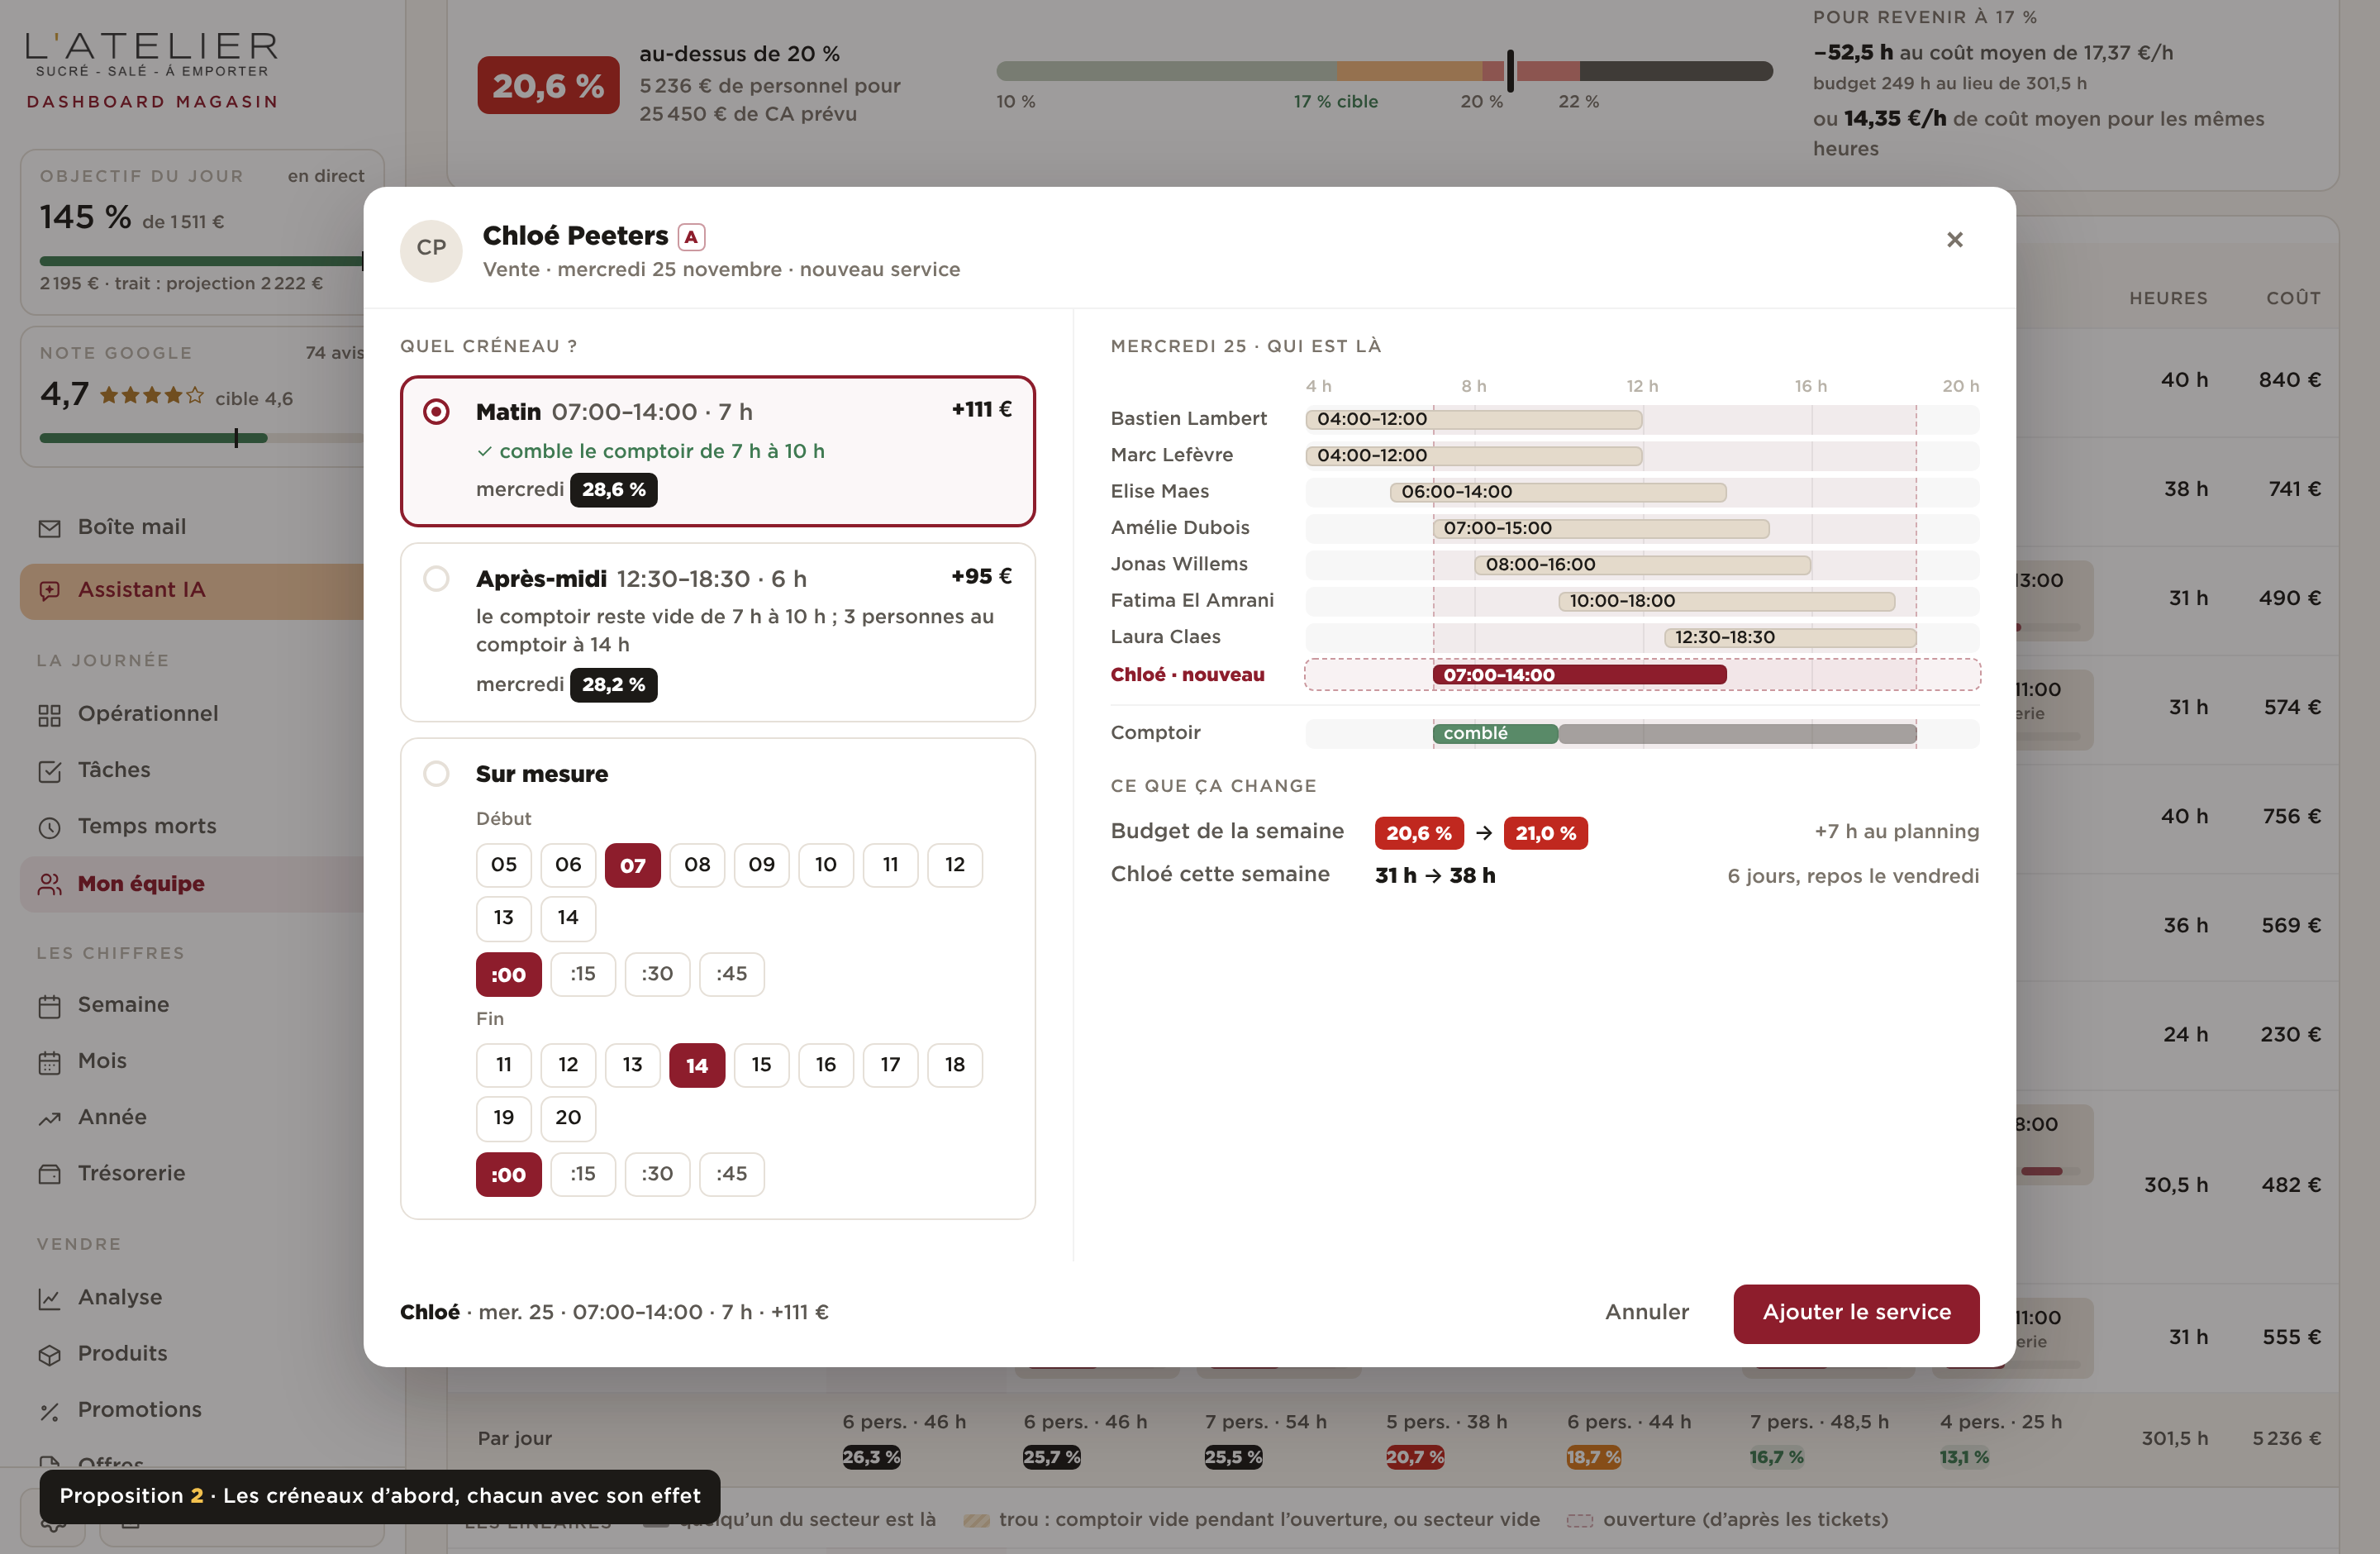 L'ATELIER
SUCRÉ - SALÉ - Á EMPORTER
DASHBOARD MAGASIN
OBJECTIF DU JOUR en direct
145 % de 1 511 €
2 195 € · trait : projection 2 222 €
NOTE GOOGLE 74 avis
4,7 cible 4,6
Boîte mail
Assistant IA
LA JOURNÉE
Opérationnel
Tâches
Temps morts
Mon équipe
LES CHIFFRES
Semaine
Mois
Année
Trésorerie
VENDRE
Analyse
Produits
Promotions
Offres
20,6 %
au-dessus de 20 %
5 236 € de personnel pour
25 450 € de CA prévu
10 % 17 % cible 20 % 22 %
POUR REVENIR À 17 %
–52,5 h au coût moyen de 17,37 €/h
budget 249 h au lieu de 301,5 h
ou 14,35 €/h de coût moyen pour les mêmes
heures
CP
Chloé Peeters A
Vente · mercredi 25 novembre · nouveau service
×
QUEL CRÉNEAU ?
Matin 07:00–14:00 · 7 h +111 €
✓ comble le comptoir de 7 h à 10 h
mercredi 28,6 %
Après-midi 12:30–18:30 · 6 h +95 €
le comptoir reste vide de 7 h à 10 h ; 3 personnes au
comptoir à 14 h
mercredi 28,2 %
Sur mesure
Début
05 06 07 08 09 10 11 12
13 14
:00 :15 :30 :45
Fin
11 12 13 14 15 16 17 18
19 20
:00 :15 :30 :45
MERCREDI 25 · QUI EST LÀ
4 h 8 h 12 h 16 h 20 h
Bastien Lambert 04:00–12:00
Marc Lefèvre 04:00–12:00
Elise Maes 06:00–14:00
Amélie Dubois 07:00–15:00
Jonas Willems 08:00–16:00
Fatima El Amrani 10:00–18:00
Laura Claes 12:30–18:30
Chloé · nouveau 07:00–14:00
Comptoir comblé
CE QUE ÇA CHANGE
Budget de la semaine 20,6 % → 21,0 % +7 h au planning
Chloé cette semaine 31 h → 38 h 6 jours, repos le vendredi
Chloé · mer. 25 · 07:00–14:00 · 7 h · +111 €
Annuler
Ajouter le service
HEURES COÛT
40 h 840 €
38 h 741 €
13:00
31 h 490 €
11:00
erie
31 h 574 €
40 h 756 €
36 h 569 €
24 h 230 €
8:00
30,5 h 482 €
11:00
erie
31 h 555 €
Par jour
6 pers. · 46 h 6 pers. · 46 h 7 pers. · 54 h 5 pers. · 38 h 6 pers. · 44 h 7 pers. · 48,5 h 4 pers. · 25 h
26,3 % 25,7 % 25,5 % 20,7 % 18,7 % 16,7 % 13,1 %
301,5 h 5 236 €
Proposition 2 · Les créneaux d’abord, chacun avec son effet
LES LINÉAIRES quelqu’un du secteur est là trou : comptoir vide pendant l’ouverture, ou secteur vide ouverture (d’après les tickets)